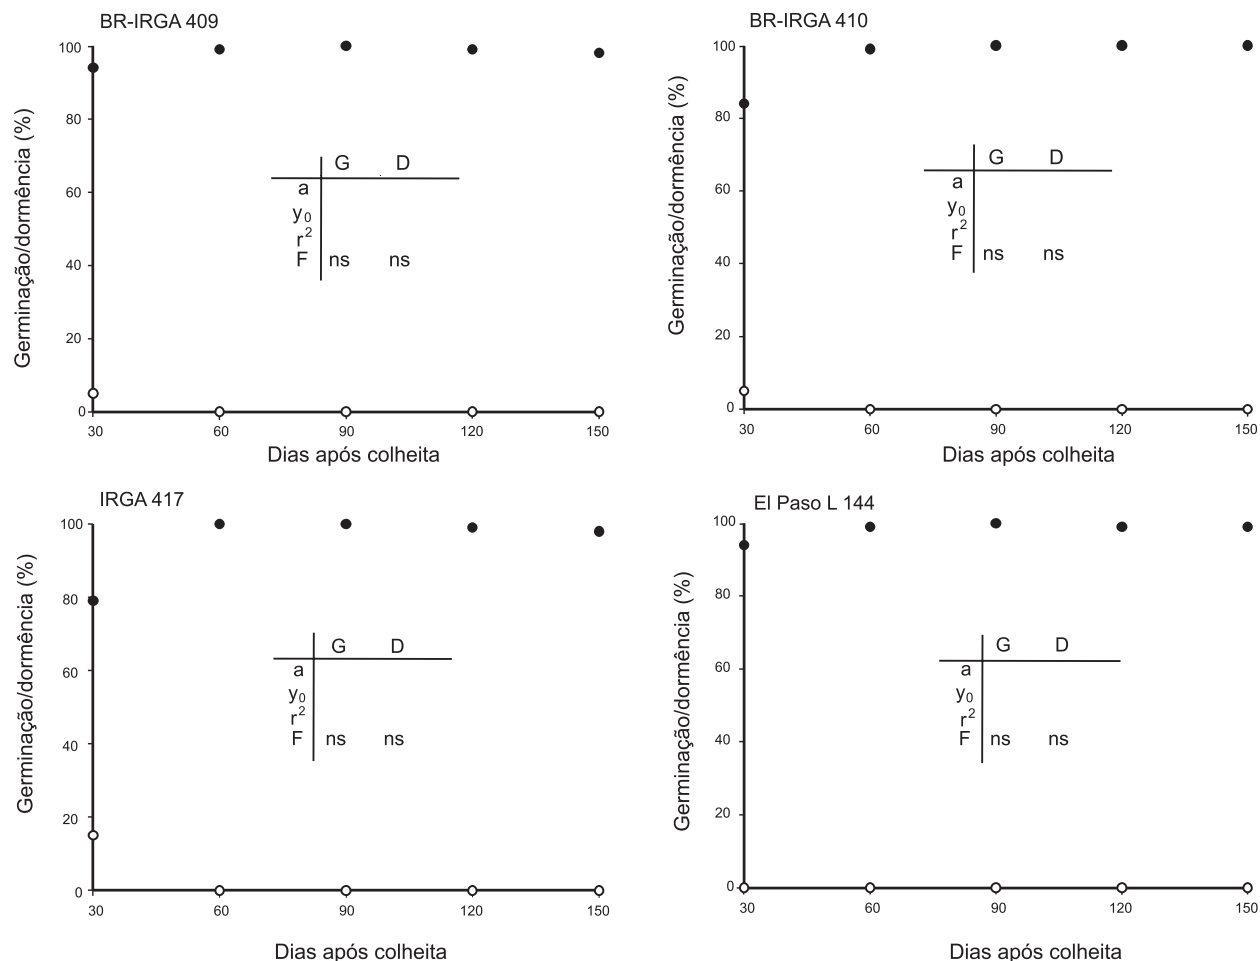 BR-IRGA 409
Germinação/dormência (%)
100
80
60
40
20
0
G D
a
y0
r2
F ns ns
30 60 90 120 150
Dias após colheita
BR-IRGA 410
Germinação/dormência (%)
100
80
60
40
20
0
G D
a
y0
r2
F ns ns
30 60 90 120 150
Dias após colheita
IRGA 417
Germinação/dormência (%)
100
80
60
40
20
0
G D
a
y0
r2
F ns ns
30 60 90 120 150
Dias após colheita
El Paso L 144
Germinação/dormência (%)
100
80
60
40
20
0
G D
a
y0
r2
F ns ns
30 60 90 120 150
Dias após colheita